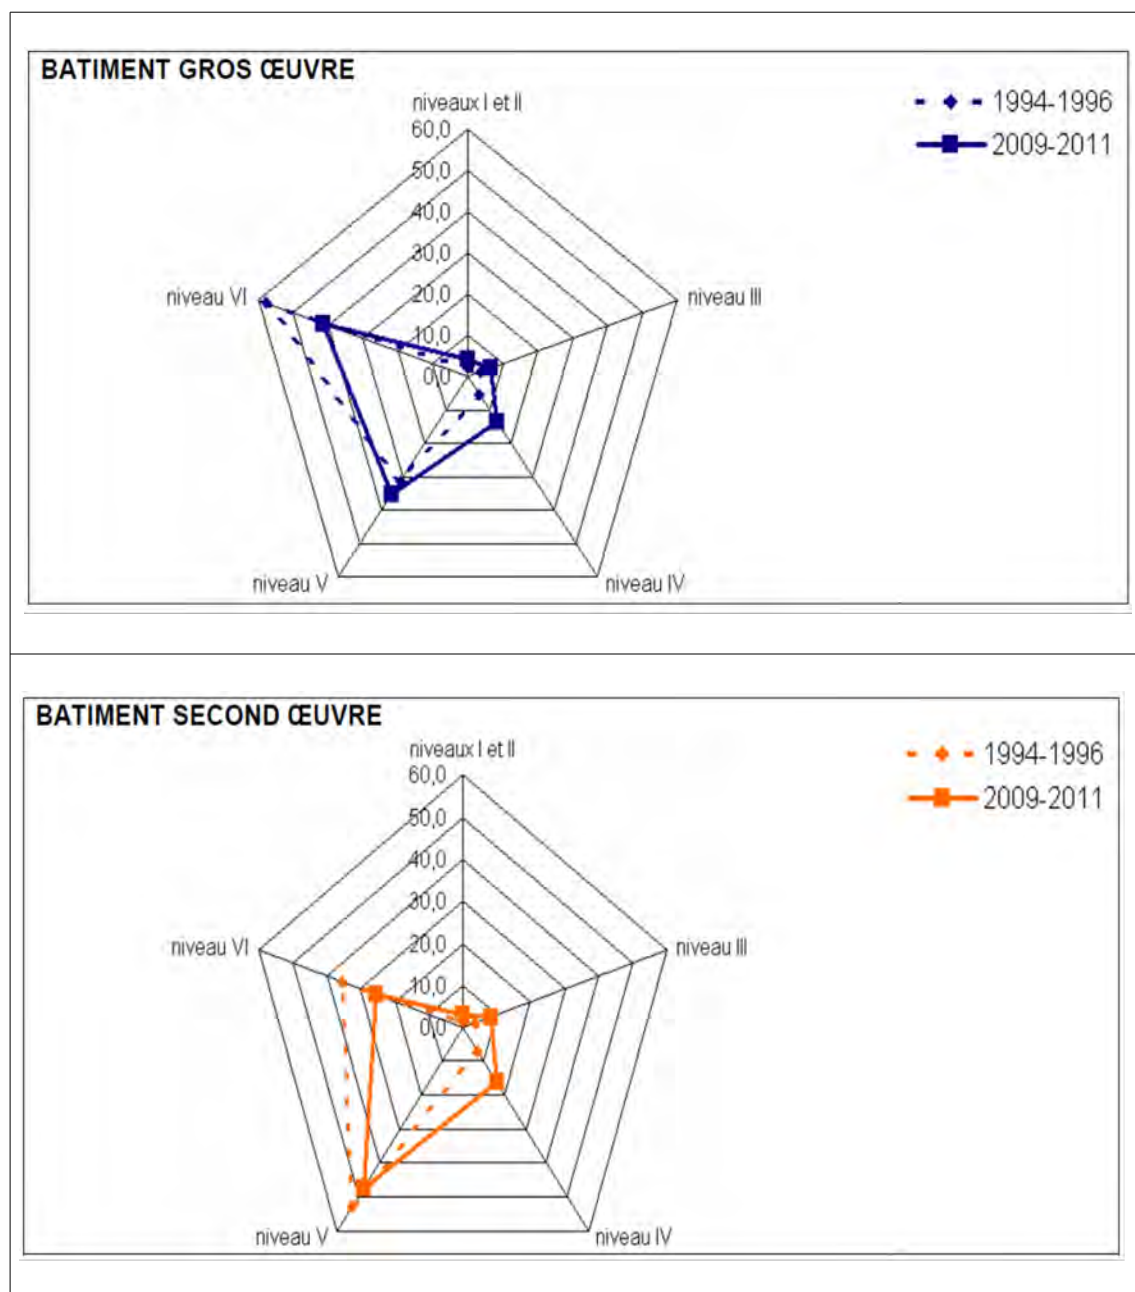 BATIMENT GROS ŒUVRE
niveaux I et II
1994-1996
2009-2011
60,0
50,0
40,0
30,0
20,0
10,0
0,0
niveau VI
niveau III
niveau V
niveau IV
BATIMENT SECOND ŒUVRE
niveaux I et II
1994-1996
2009-2011
60,0
50,0
40,0
30,0
20,0
10,0
0,0
niveau VI
niveau III
niveau V
niveau IV